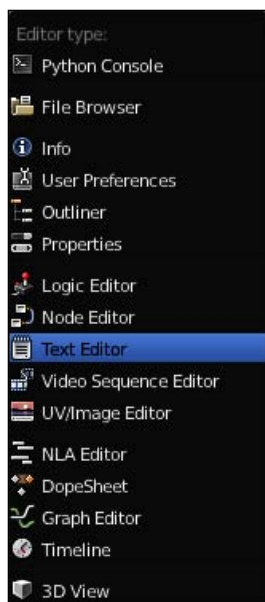 Editor type:
Python Console
File Browser
Info
User Preferences
Outliner
Properties
Logic Editor
Node Editor
Text Editor
Video Sequence Editor
UV/Image Editor
NLA Editor
DopeSheet
Graph Editor
Timeline
3D View